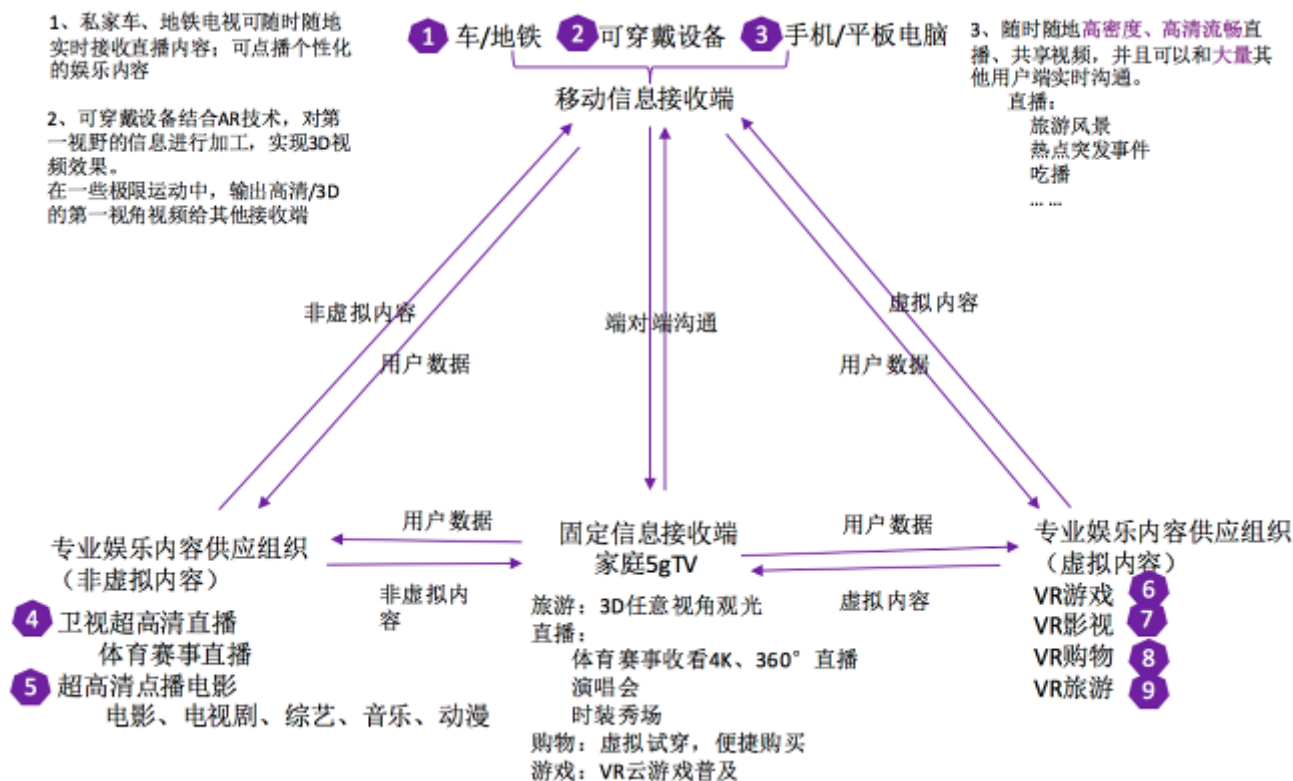 1、私家车、地铁电视可随时随地
实时接收直播内容；可点播个性化
的娱乐内容
2、可穿戴设备结合AR技术，对第
一视野的信息进行加工，实现3D视
频效果。
在一些极限运动中，输出高清/3D
的第一视角视频给其他接收端
1 车/地铁 2 可穿戴设备 3 手机/平板电脑
移动信息接收端
3、随时随地高密度、高清流畅直
播、共享视频，并且可以和大量其
他用户端实时沟通。
直播：
旅游风景
热点突发事件
吃播
… …
非虚拟内容
用户数据
端对端沟通
虚拟内容
用户数据
专业娱乐内容供应组织
（非虚拟内容）
4 卫视超高清直播
体育赛事直播
5 超高清点播电影
电影、电视剧、综艺、音乐、动漫
用户数据
非虚拟内
容
固定信息接收端
家庭5gTV
旅游：3D任意视角观光
直播：
体育赛事收看4K、360°直播
演唱会
时装秀场
购物：虚拟试穿，便捷购买
游戏：VR云游戏普及
用户数据
虚拟内容
专业娱乐内容供应组织
（虚拟内容）
VR游戏 6
VR影视 7
VR购物 8
VR旅游 9